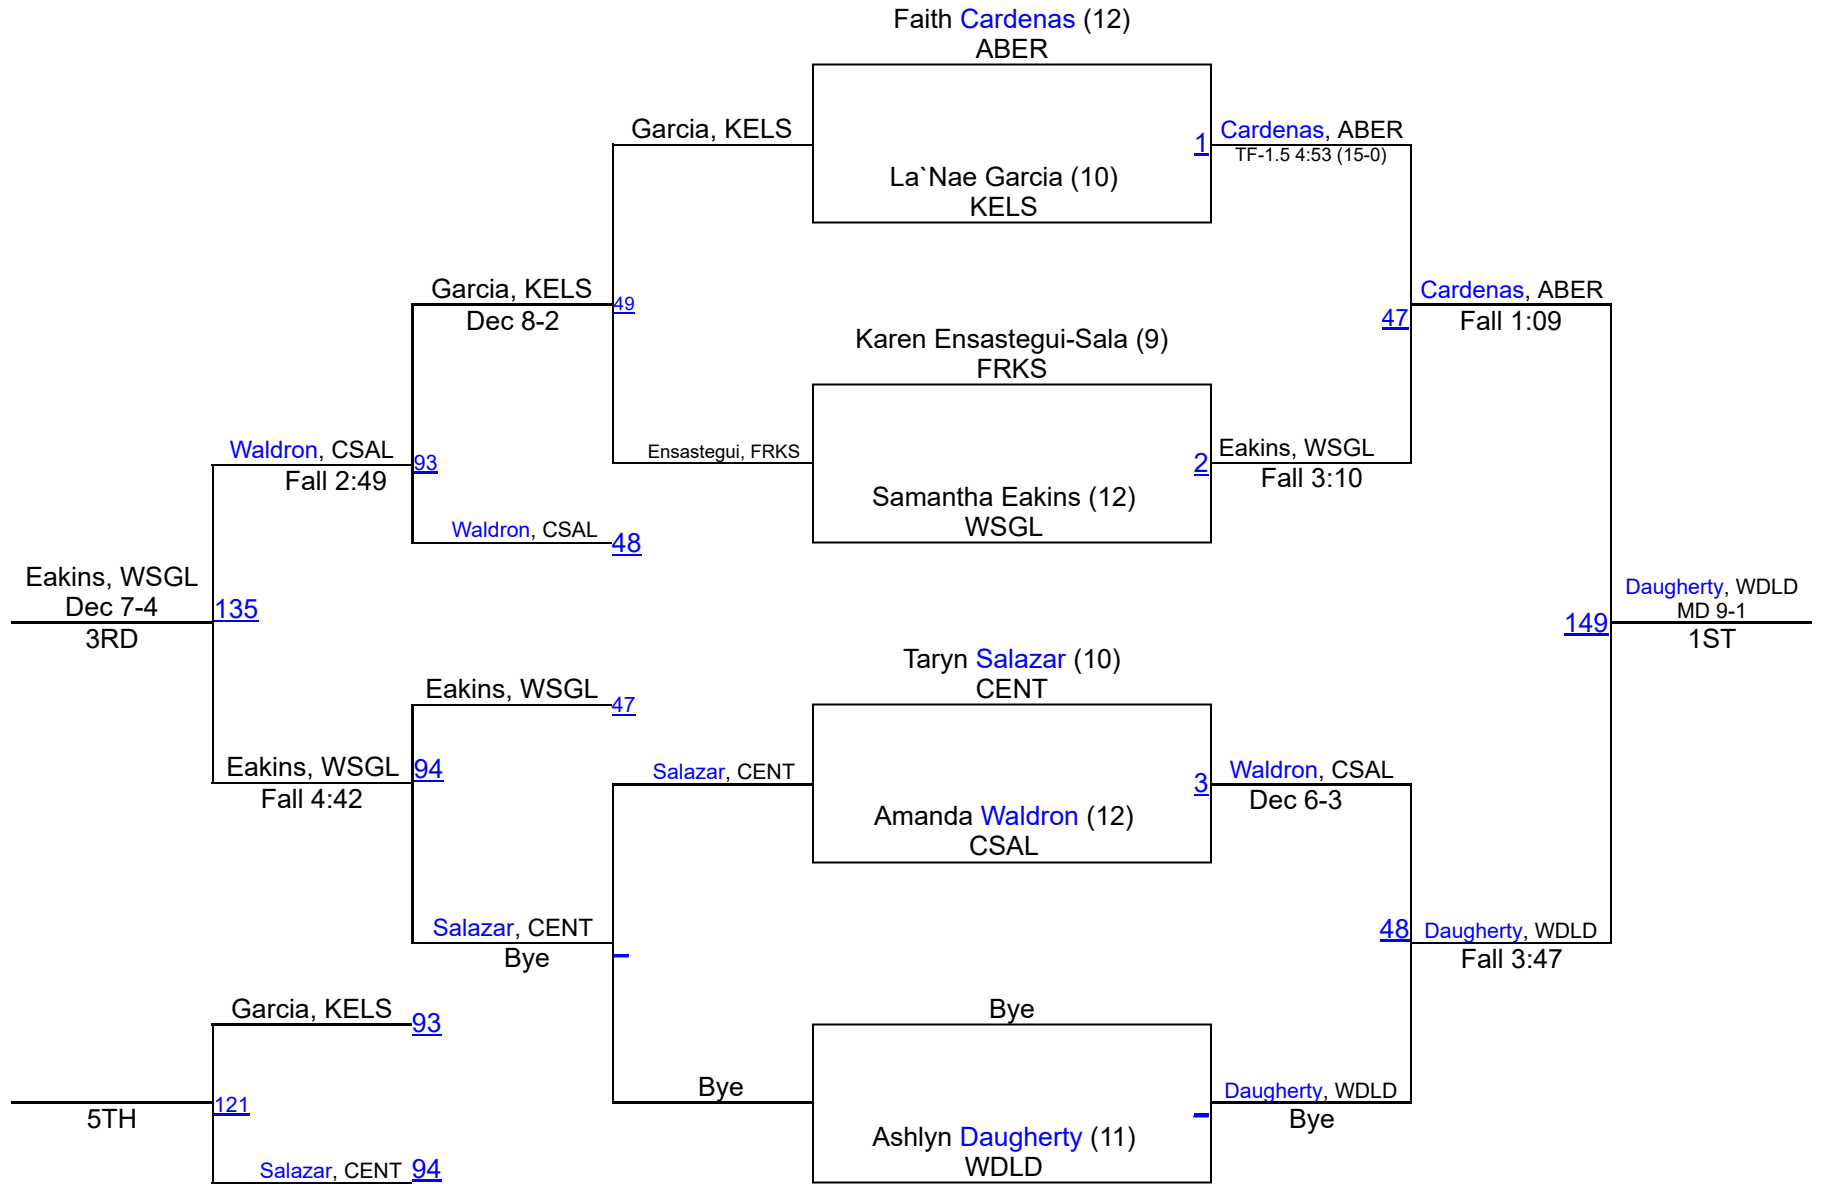 Faith Cardenas (12)
ABER
Garcia, KELS
1
Cardenas, ABER
TF-1.5 4:53 (15-0)
La`Nae Garcia (10)
KELS
Garcia, KELS
Dec 8-2
49
Cardenas, ABER
Fall 1:09
47
Karen Ensastegui-Sala (9)
FRKS
Waldron, CSAL
Fall 2:49
93
Ensastegui, FRKS
2
Eakins, WSGL
Fall 3:10
Samantha Eakins (12)
WSGL
Waldron, CSAL
48
Eakins, WSGL
Dec 7-4
3RD
135
Daugherty, WDLD
MD 9-1
1ST
149
Taryn Salazar (10)
CENT
Eakins, WSGL
47
Eakins, WSGL
Fall 4:42
94
Salazar, CENT
3
Waldron, CSAL
Dec 6-3
Amanda Waldron (12)
CSAL
Salazar, CENT
Bye
48
Daugherty, WDLD
Fall 3:47
Garcia, KELS
93
Bye
Bye
Daugherty, WDLD
Bye
121
5TH
Ashlyn Daugherty (11)
WDLD
Salazar, CENT
94